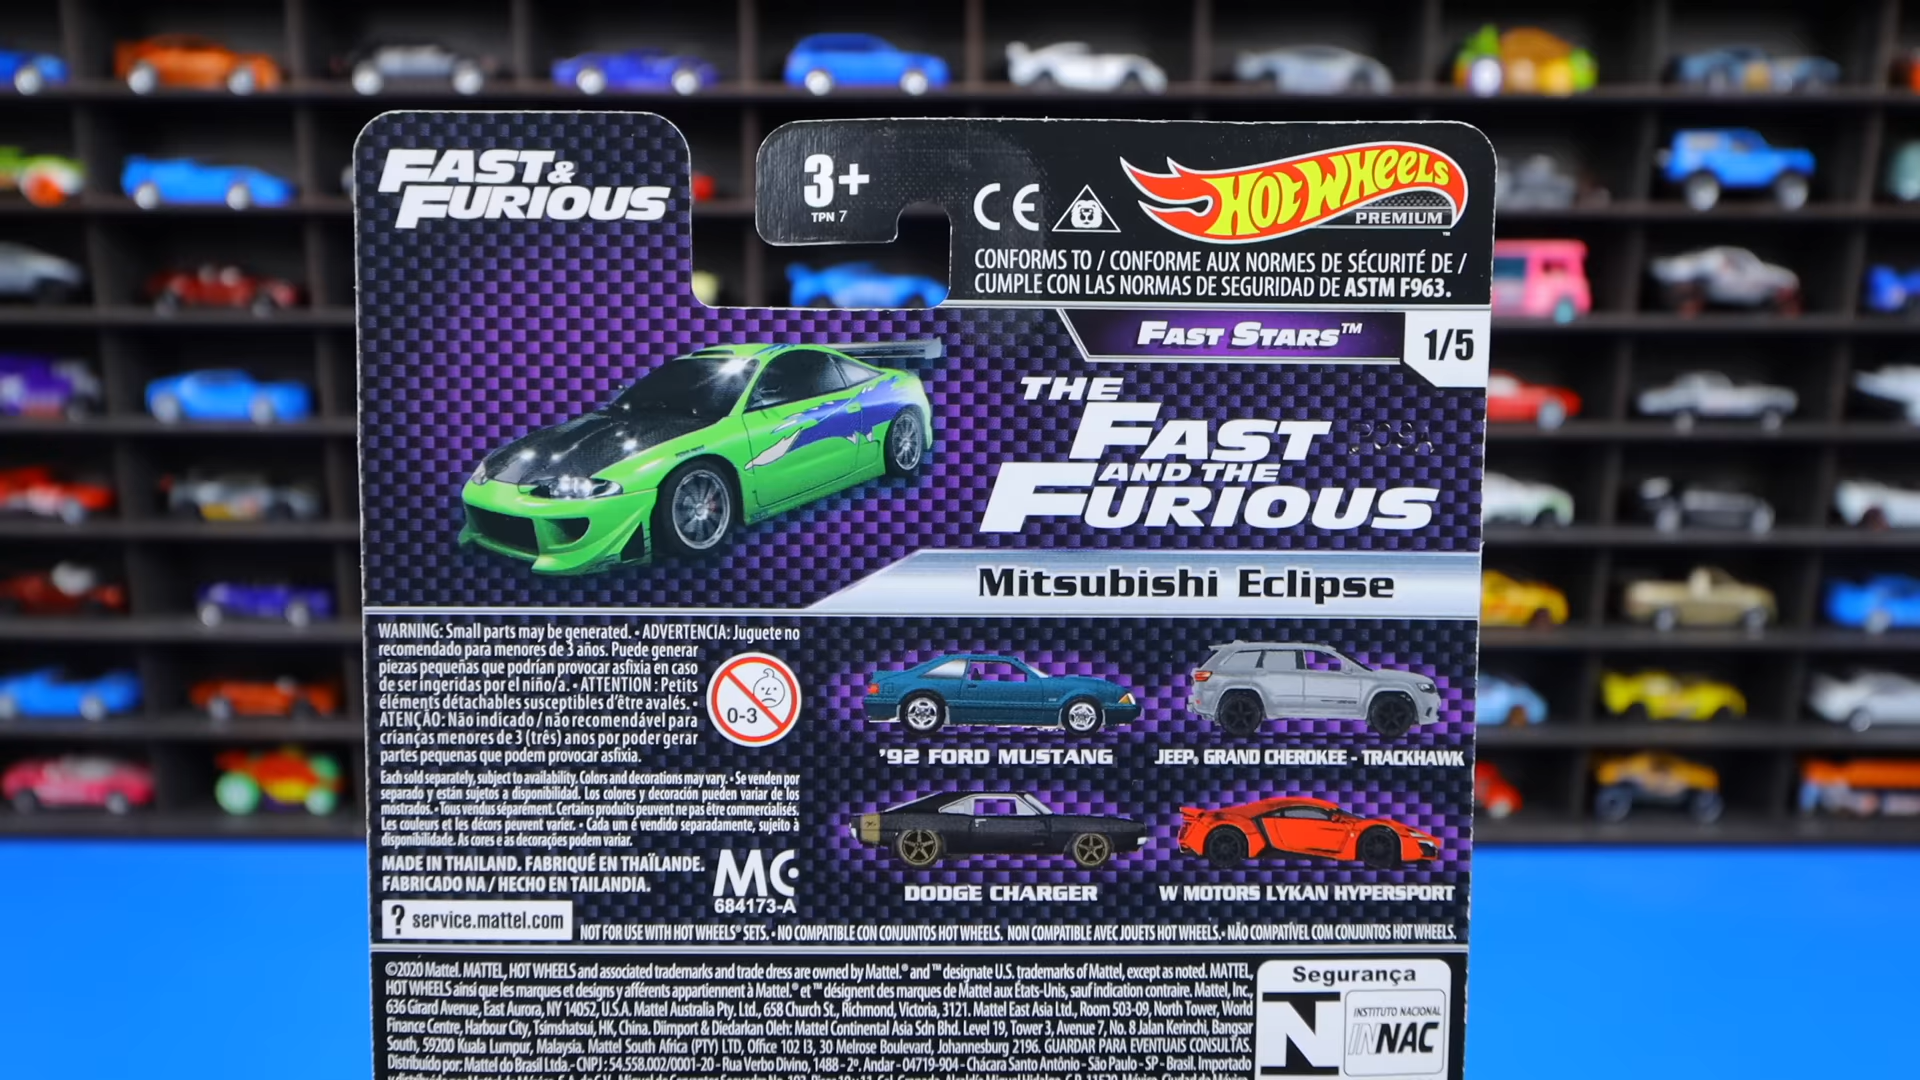 FAST &
FURIOUS
3+
TPN 7
CE
HOT WHEELS
PREMIUM
™
CONFORMS TO / CONFORME AUX NORMES DE SÉCURITÉ DE /
CUMPLE CON LAS NORMAS DE SEGURIDAD DE ASTM F963.
FAST STARS™
1/5
THE
FAST
AND THE
FURIOUS
Mitsubishi Eclipse
WARNING: Small parts may be generated. • ADVERTENCIA: Juguete no
recomendado para menores de 3 años. Puede generar
piezas pequeñas que podrían provocar asfixia en caso
de ser ingeridas por el niño/a. • ATTENTION : Petits
éléments détachables susceptibles d'être avalés. •
ATENÇÃO: Não indicado / não recomendável para
crianças menores de 3 (três) anos por poder gerar
partes pequenas que podem provocar asfixia.
0-3
Each sold separately, subject to availability. Colors and decorations may vary. • Se venden por
separado y están sujetos a disponibilidad. Los colores y decoración pueden variar de los
mostrados. • Tous vendus séparément. Certains produits peuvent ne pas être commercialisés.
Les couleurs et les décors peuvent varier. • Cada um é vendido separadamente, sujeito à
disponibilidade. As cores e as decorações podem variar.
MADE IN THAILAND. FABRIQUÉ EN THAÏLANDE.
FABRICADO NA / HECHO EN TAILANDIA.
MC
684173-A
? service.mattel.com
'92 FORD MUSTANG
JEEP® GRAND CHEROKEE - TRACKHAWK
DODGE CHARGER
W MOTORS LYKAN HYPERSPORT
NOT FOR USE WITH HOT WHEELS® SETS. • NO COMPATIBLE CON CONJUNTOS HOT WHEELS. NON COMPATIBLE AVEC JOUETS HOT WHEELS. • NÃO COMPATÍVEL COM CONJUNTOS HOT WHEELS.
©2020 Mattel. MATTEL, HOT WHEELS and associated trademarks and trade dress are owned by Mattel. ® and ™ designate U.S. trademarks of Mattel, except as noted. MATTEL,
HOT WHEELS ainsi que les marques et designs y afférents appartiennent à Mattel. ® et ™ désignent des marques de Mattel aux États-Unis, sauf indication contraire. Mattel, Inc.,
636 Girard Avenue, East Aurora, NY 14052, U.S.A. Mattel Australia Pty. Ltd., 658 Church St., Richmond, Victoria, 3121. Mattel East Asia Ltd., Room 503-09, North Tower, World
Finance Centre, Harbour City, Tsimshatsui, HK, China. Diimport & Diedarkan Oleh: Mattel Continental Asia Sdn Bhd. Level 19, Tower 3, Avenue 7, No. 8 Jalan Kerinchi, Bangsar
South, 59200 Kuala Lumpur, Malaysia. Mattel South Africa (PTY) LTD, Office 102 I3, 30 Melrose Boulevard, Johannesburg 2196. GUARDAR PARA EVENTUAIS CONSULTAS.
Distribuído por: Mattel do Brasil Ltda. - CNPJ : 54.558.002/0001-20 - Rua Verbo Divino, 1488 - 2º. Andar - 04719-904 - Chácara Santo Antônio - São Paulo - SP - Brasil. Importado
Segurança
INSTITUTO NACIONAL
INNAC